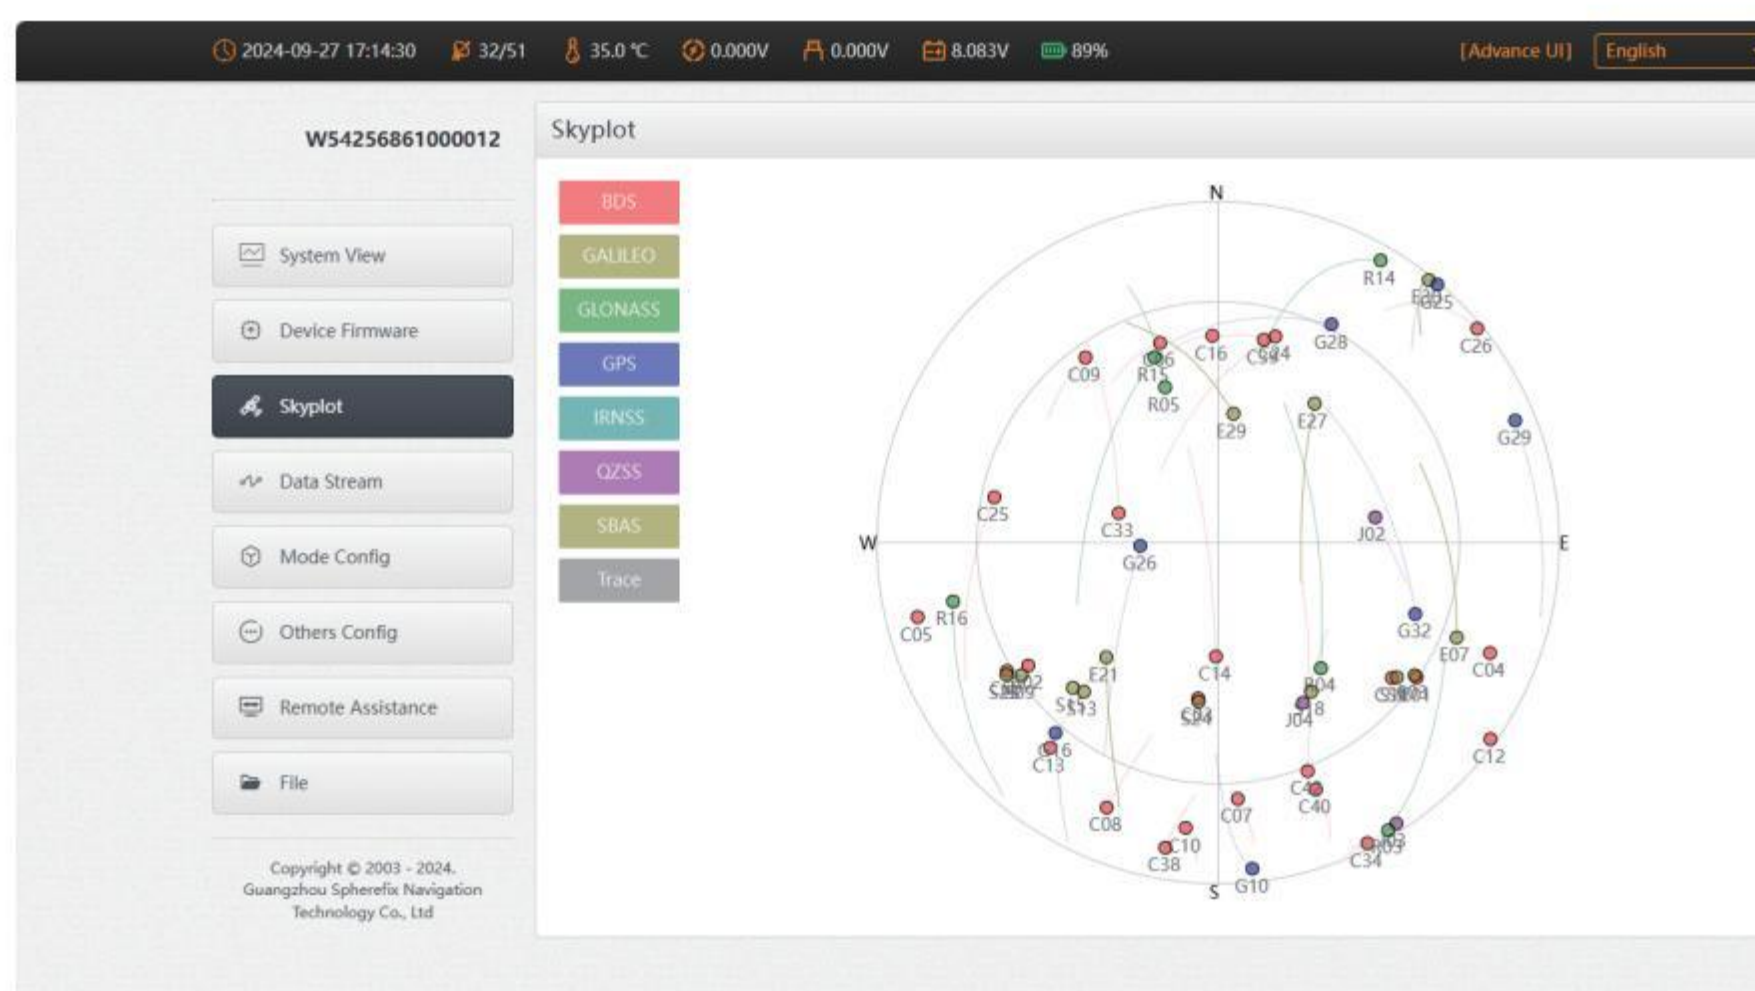 2024-09-27 17:14:30 32/51 35.0 ℃ 0.000V 0.000V 8.083V 89% [Advance UI] English
W54256861000012
System View
Device Firmware
Skyplot
Data Stream
Mode Config
Others Config
Remote Assistance
File
Copyright © 2003 - 2024.
Guangzhou Spherefix Navigation
Technology Co., Ltd
Skyplot
BDS
GALILEO
GLONASS
GPS
IRNSS
QZSS
SBAS
Trace
N
R14
G25
C26
G28
C16
C09
R15
R05
E29
E27
G29
C25
C33
J02
W
E
G26
R16
C05
G32
E07
C04
E21
C14
S13
J04
C13
C12
C08
C07
C40
C10
C38
C34
G10
S